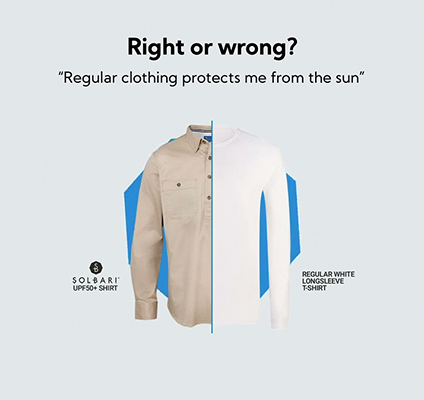 Right or wrong?
“Regular clothing protects me from the sun”
SOLBARI
UPF50+ SHIRT
REGULAR WHITE
LONGSLEEVE
T-SHIRT